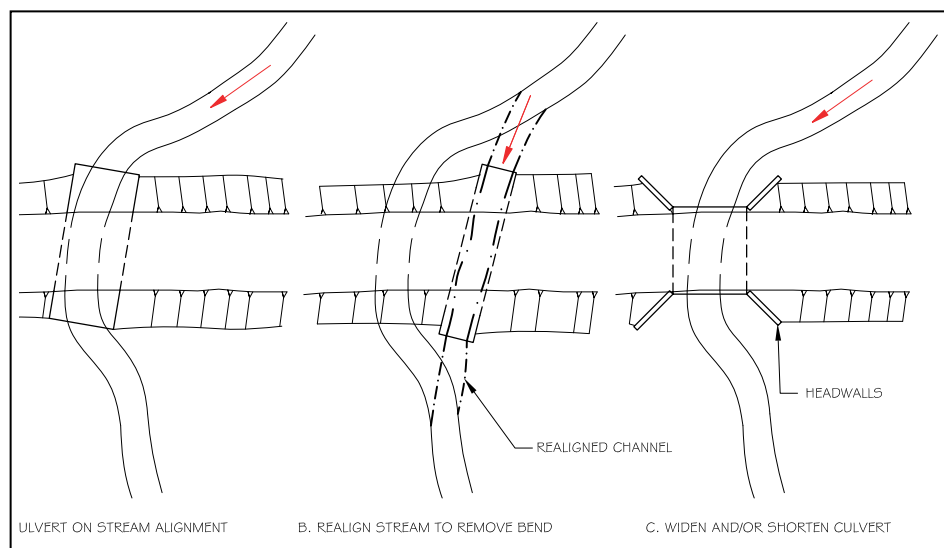 HEADWALLS
REALIGNED CHANNEL
ULVERT ON STREAM ALIGNMENT
B. REALIGN STREAM TO REMOVE BEND
C. WIDEN AND/OR SHORTEN CULVERT